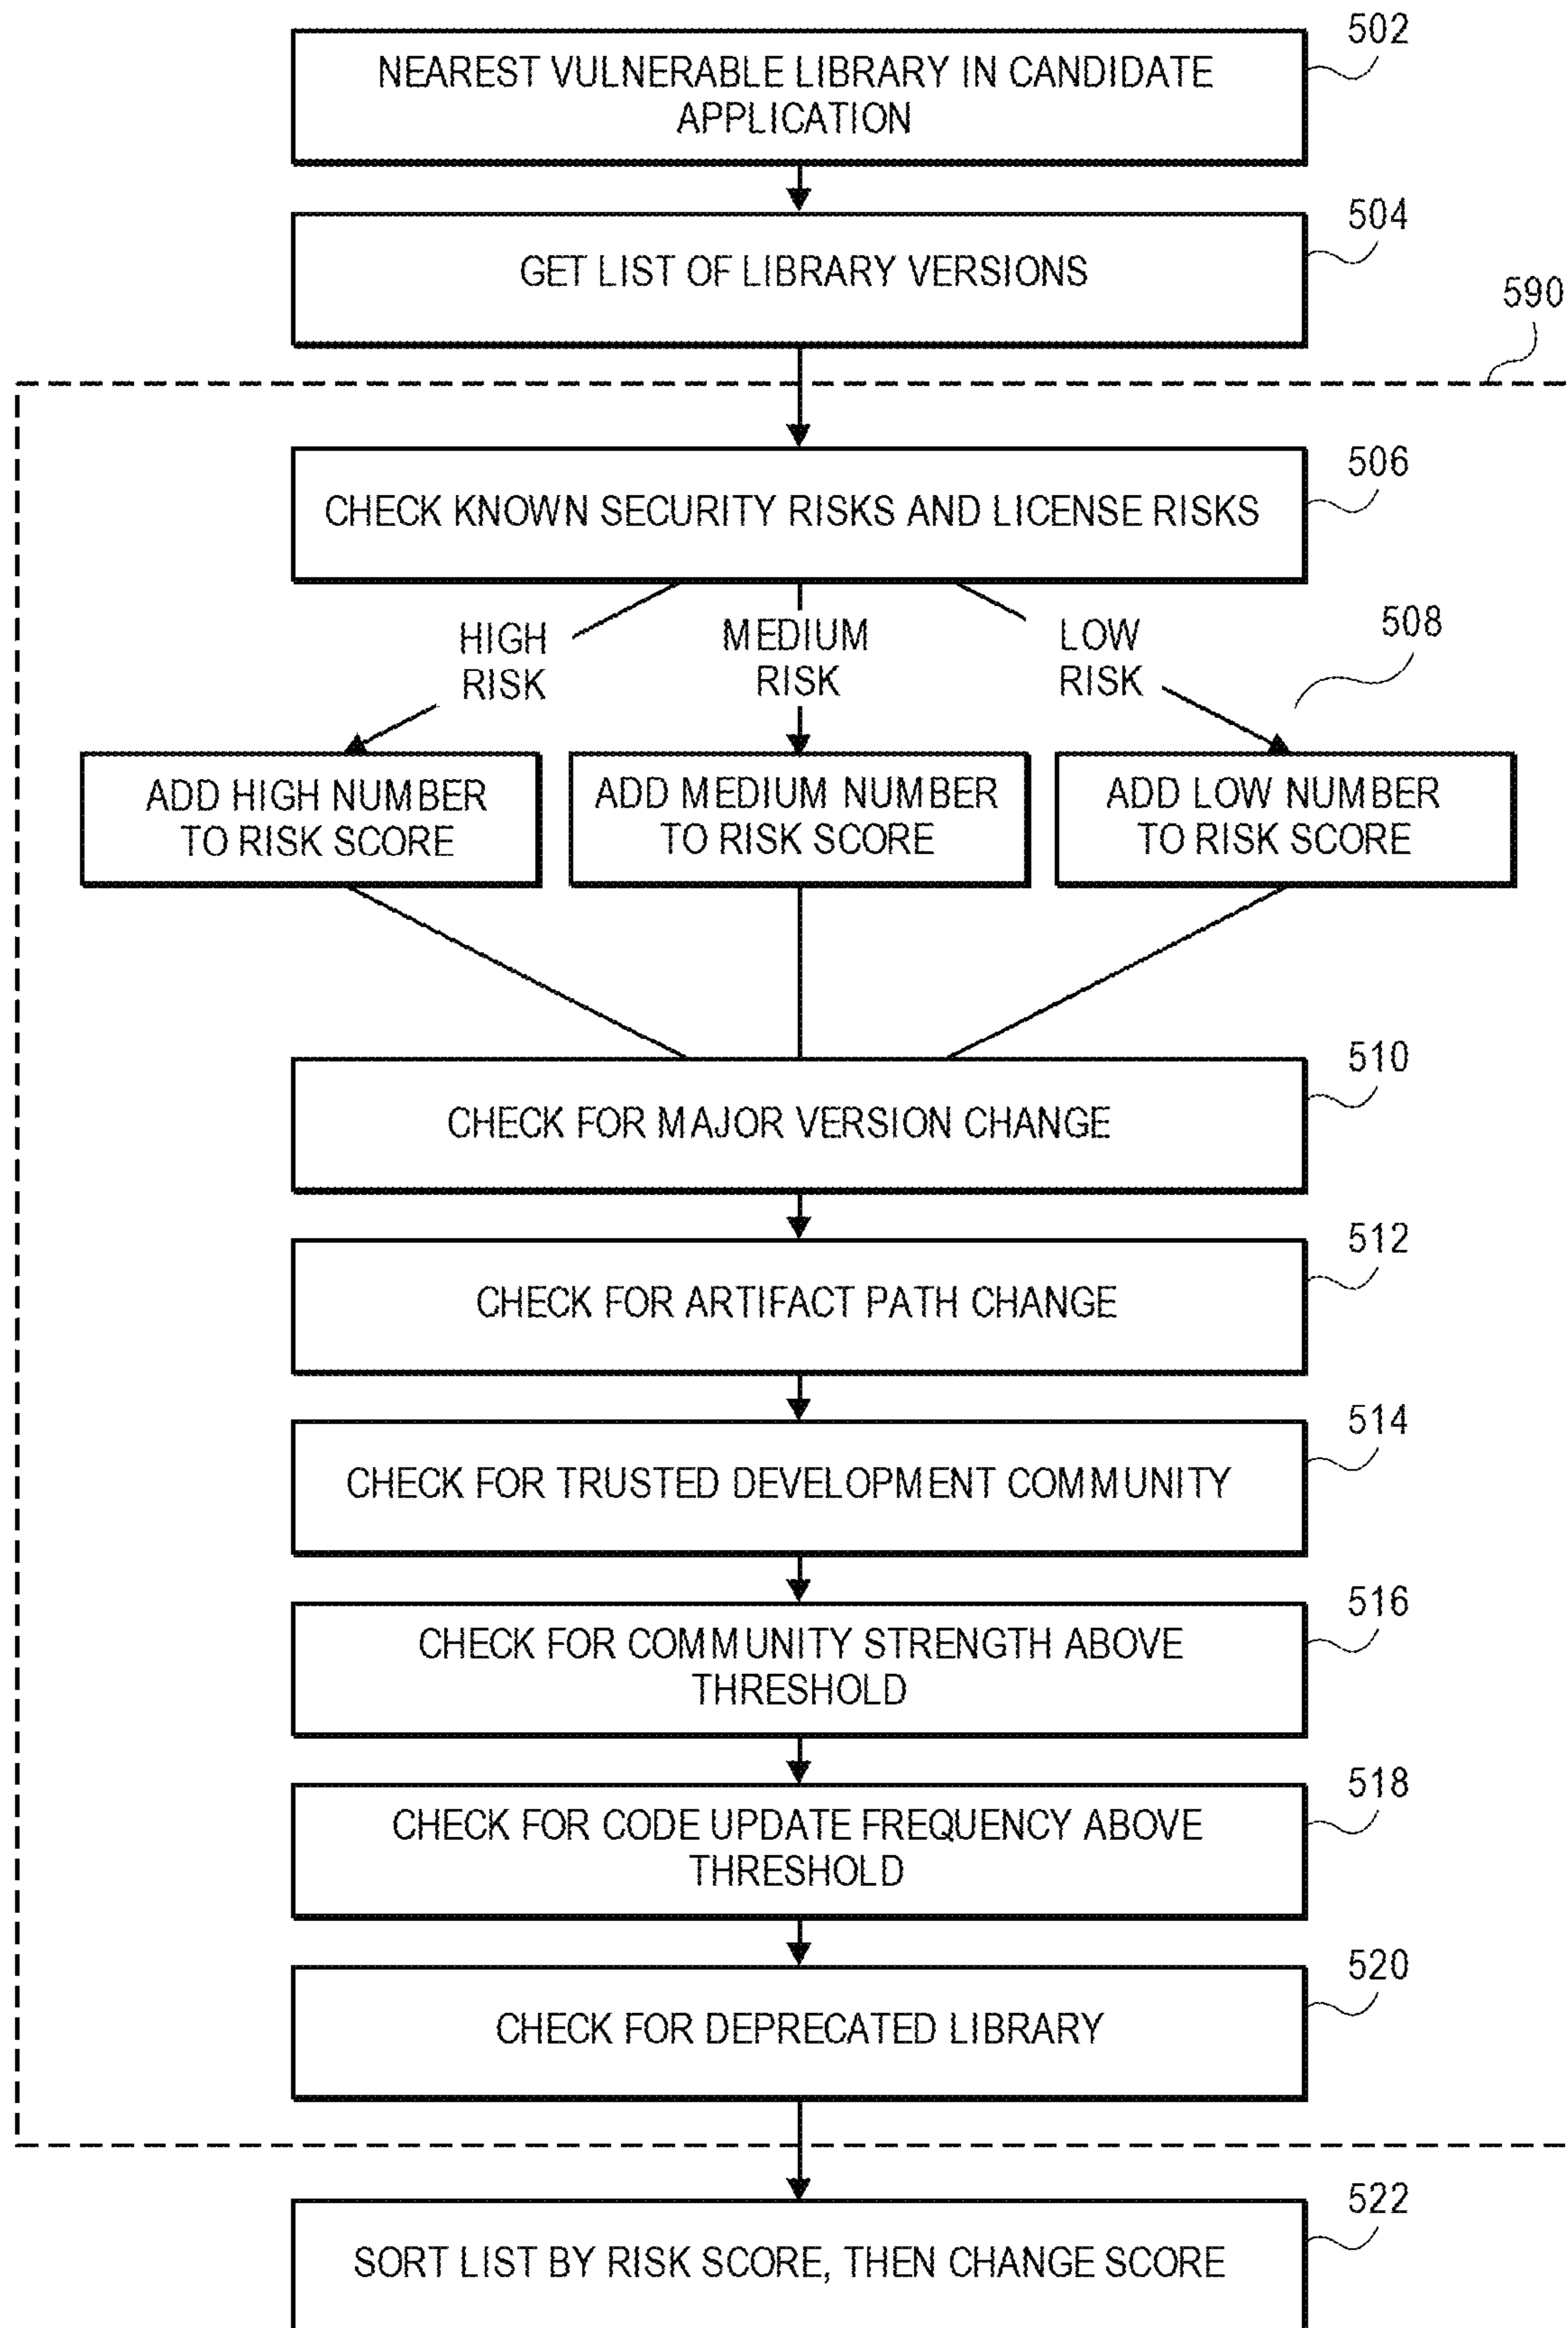 502
NEAREST VULNERABLE LIBRARY IN CANDIDATE
APPLICATION
504
GET LIST OF LIBRARY VERSIONS
590
506
CHECK KNOWN SECURITY RISKS AND LICENSE RISKS
HIGH
RISK
MEDIUM
RISK
LOW
RISK
508
ADD HIGH NUMBER
TO RISK SCORE
ADD MEDIUM NUMBER
TO RISK SCORE
ADD LOW NUMBER
TO RISK SCORE
510
CHECK FOR MAJOR VERSION CHANGE
512
CHECK FOR ARTIFACT PATH CHANGE
514
CHECK FOR TRUSTED DEVELOPMENT COMMUNITY
516
CHECK FOR COMMUNITY STRENGTH ABOVE
THRESHOLD
518
CHECK FOR CODE UPDATE FREQUENCY ABOVE
THRESHOLD
520
CHECK FOR DEPRECATED LIBRARY
522
SORT LIST BY RISK SCORE, THEN CHANGE SCORE